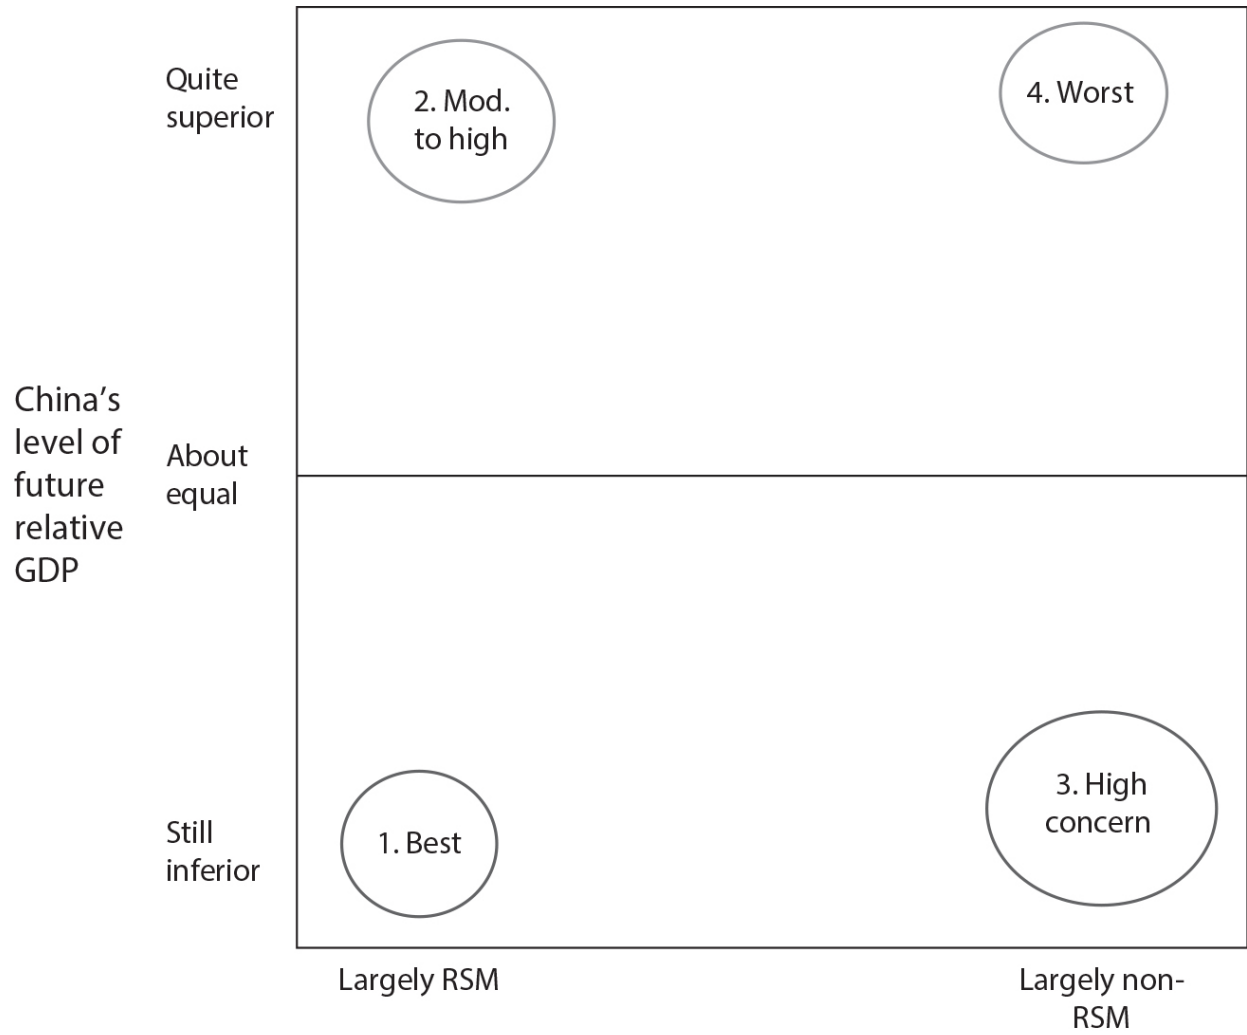 Quite
superior
2. Mod.
to high
4. Worst
China's
level of
future
relative
GDP
About
equal
Still
inferior
1. Best
3. High
concern
Largely RSM
Largely non-
RSM